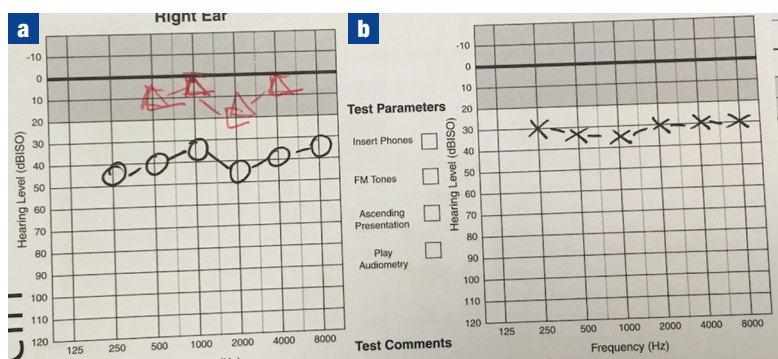 a
Right Ear
-10
0
10
20
30
40
50
60
70
80
90
100
110
120
Hearing Level (dBISO)
125 250 500 1000 2000 4000 8000
Test Parameters
Insert Phones
FM Tones
Ascending
Presentation
Play
Audiometry
Test Comments
b
-10
0
10
20
30
40
50
60
70
80
90
100
110
120
Hearing Level (dBISO)
125 250 500 1000 2000 4000 8000
Frequency (Hz)